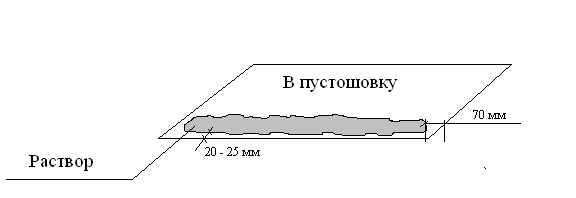 В пустошовку
70 мм
20 - 25 мм
Раствор